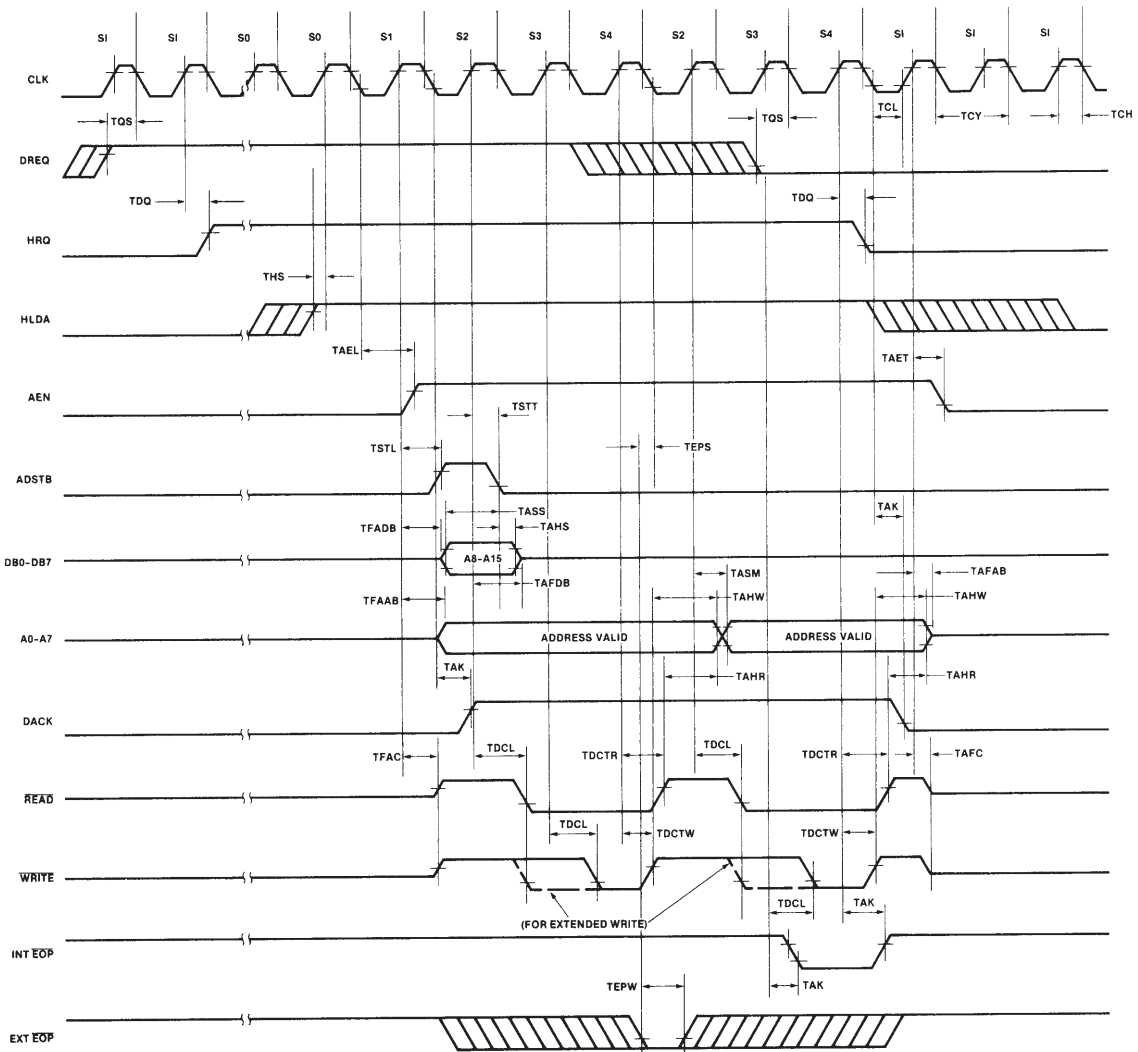 SI SI S0 S0 S1 S2 S3 S4 S2 S3 S4 SI SI SI
CLK
TQS TQS TCL TCY TCH
DREQ
TDQ TDQ
HRQ
THS
HLDA
TAEL TAET
AEN
TSTT
TSTL TEPS
ADSTB
TASS TAK
TFADB TAHS
DB0-DB7 A8-A15
TAFDB TASM TAFAB
TFAAB TAHW TAHW
A0-A7 ADDRESS VALID ADDRESS VALID
TAK TAHR TAHR
DACK
TFAC TDCL TDCTR TDCL TDCTR TAFC
READ
TDCL TDCTW TDCTW
WRITE
(FOR EXTENDED WRITE) TDCL TAK
INT EOP
TEPW TAK
EXT EOP